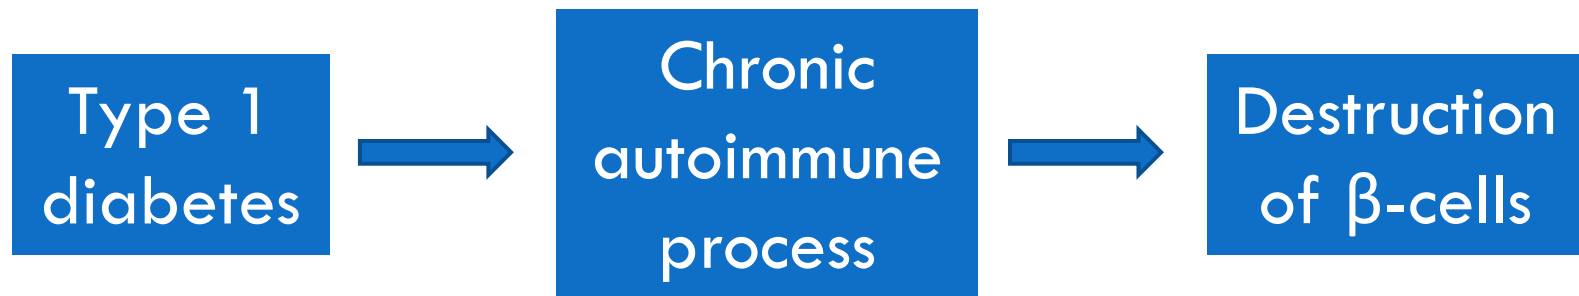 Type 1
diabetes
Chronic
autoimmune
process
Destruction
of β-cells